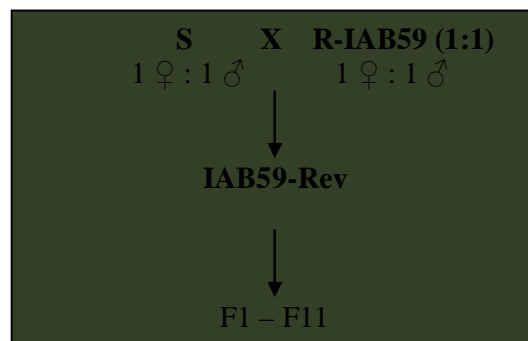 S X R-IAB59 (1:1)
1 ♀ : 1 ♂ 1 ♀ : 1 ♂
IAB59-Rev
F1 – F11